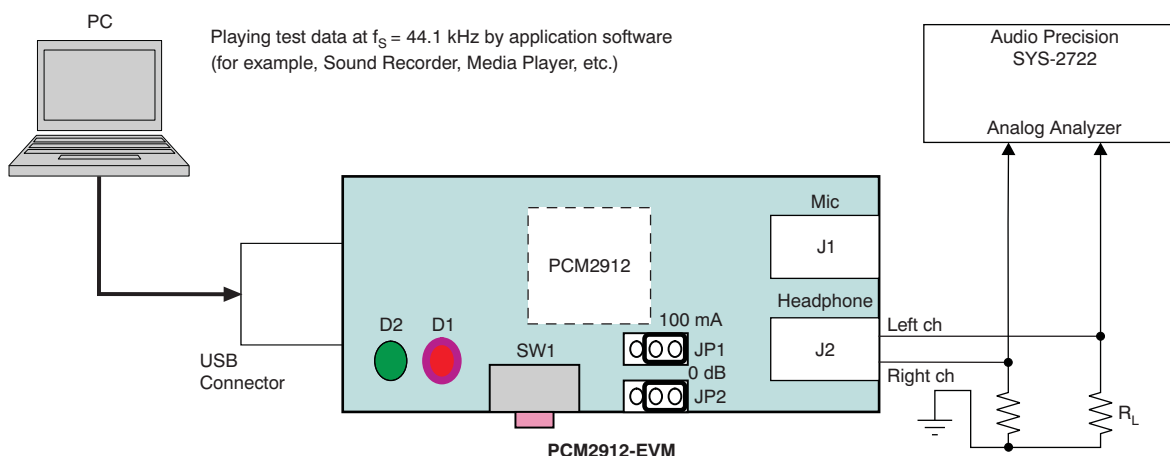 PC
Playing test data at fS = 44.1 kHz by application software
(for example, Sound Recorder, Media Player, etc.)
Audio Precision
SYS-2722
Analog Analyzer
Mic
J1
PCM2912
Headphone
100 mA
D2
D1
SW1
JP1
J2
Left ch
0 dB
Right ch
USB
Connector
JP2
RL
PCM2912-EVM